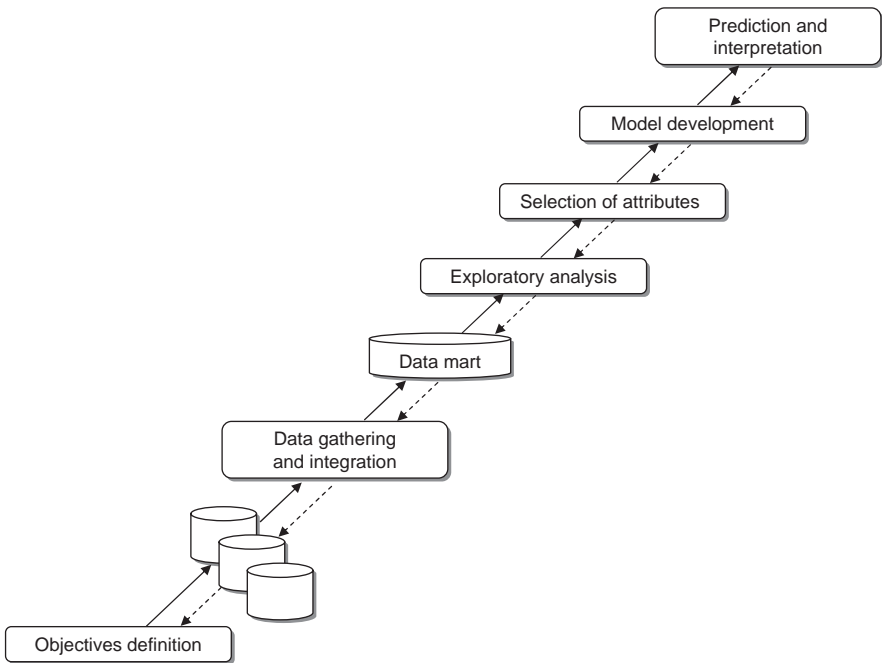 Prediction and
interpretation
Model development
Selection of attributes
Exploratory analysis
Data mart
Data gathering
and integration
Objectives definition